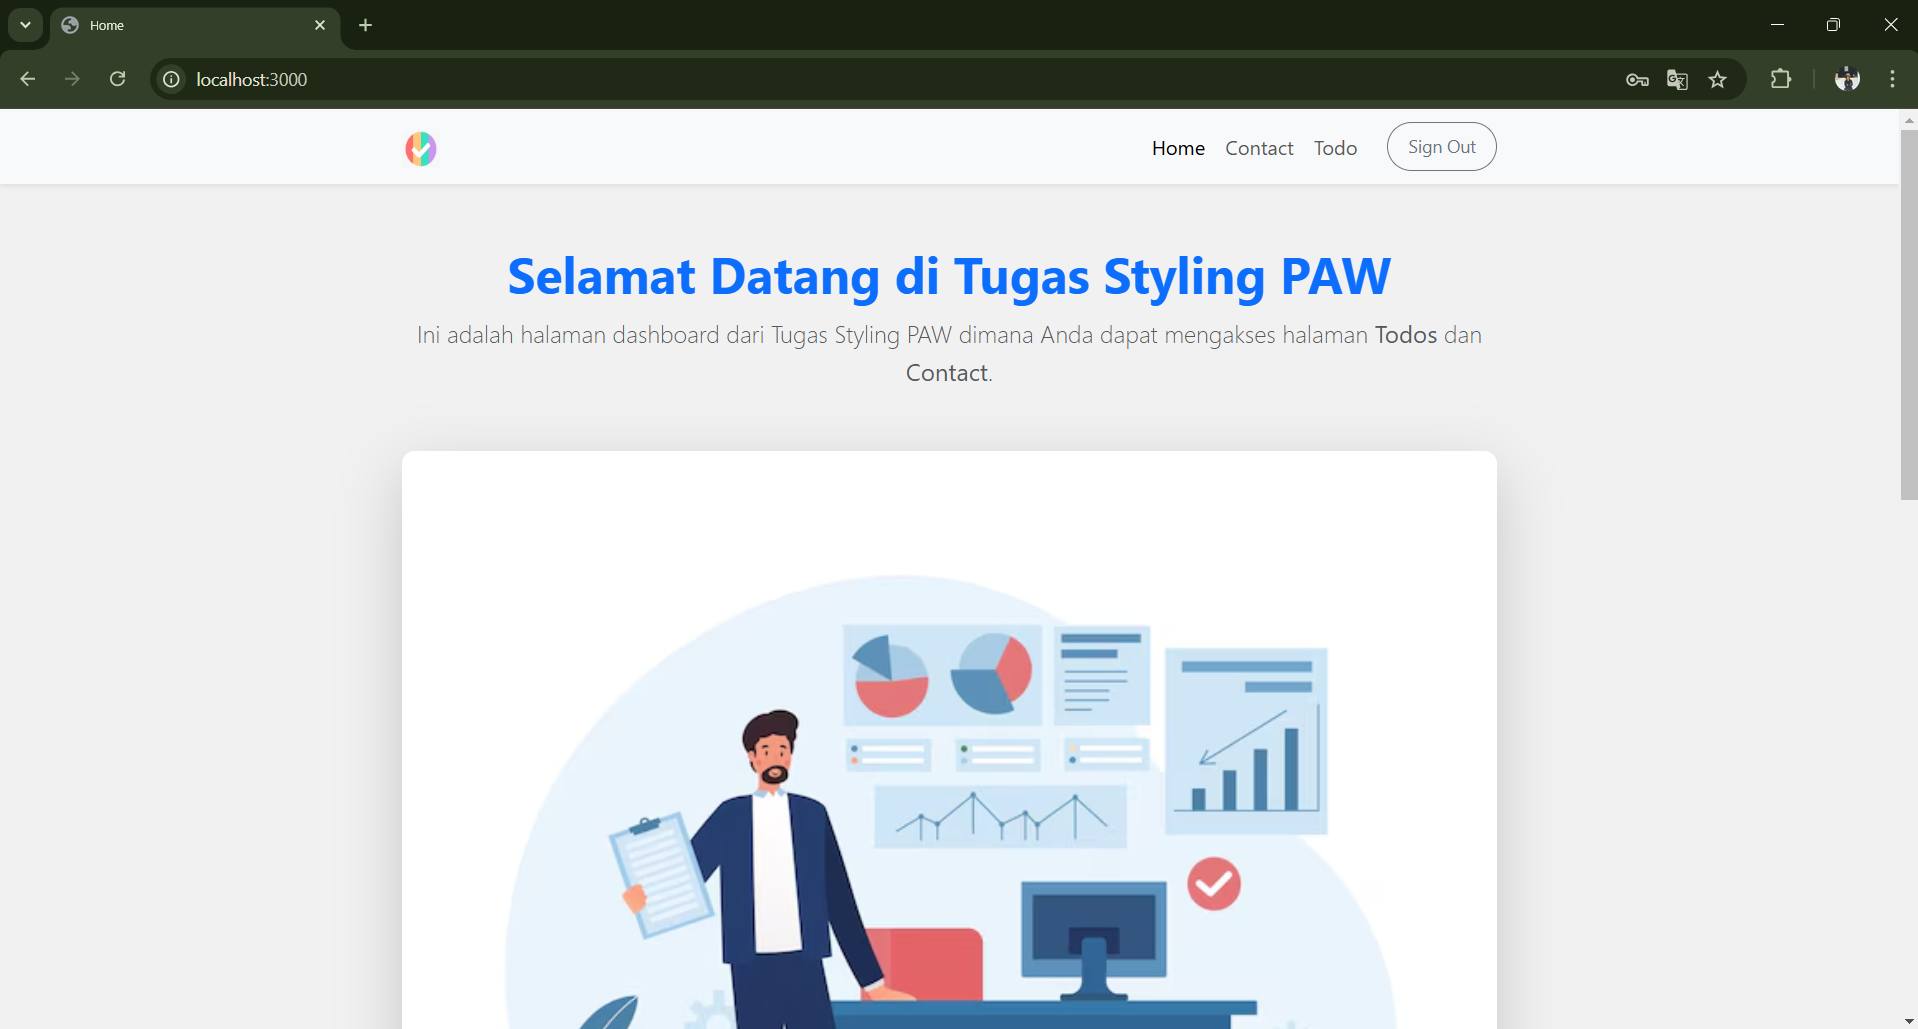 Home
localhost:3000
Home Contact Todo Sign Out
Selamat Datang di Tugas Styling PAW
Ini adalah halaman dashboard dari Tugas Styling PAW dimana Anda dapat mengakses halaman Todos dan
Contact.